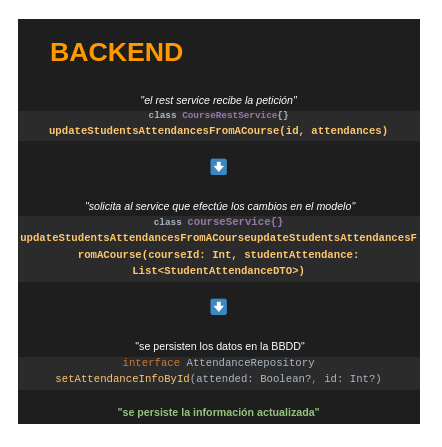 BACKEND
"el rest service recibe la petición"
class CourseRestService{}
updateStudentsAttendancesFromACourse(id, attendances)
"solicita al service que efectúe los cambios en el modelo"
class courseService{}
updateStudentsAttendancesFromACourseupdateStudentsAttendancesF
romACourse(courseId: Int, studentAttendance:
List<StudentAttendanceDTO>)
"se persisten los datos en la BBDD"
interface AttendanceRepository
setAttendanceInfoById(attended: Boolean?, id: Int?)
"se persiste la información actualizada"